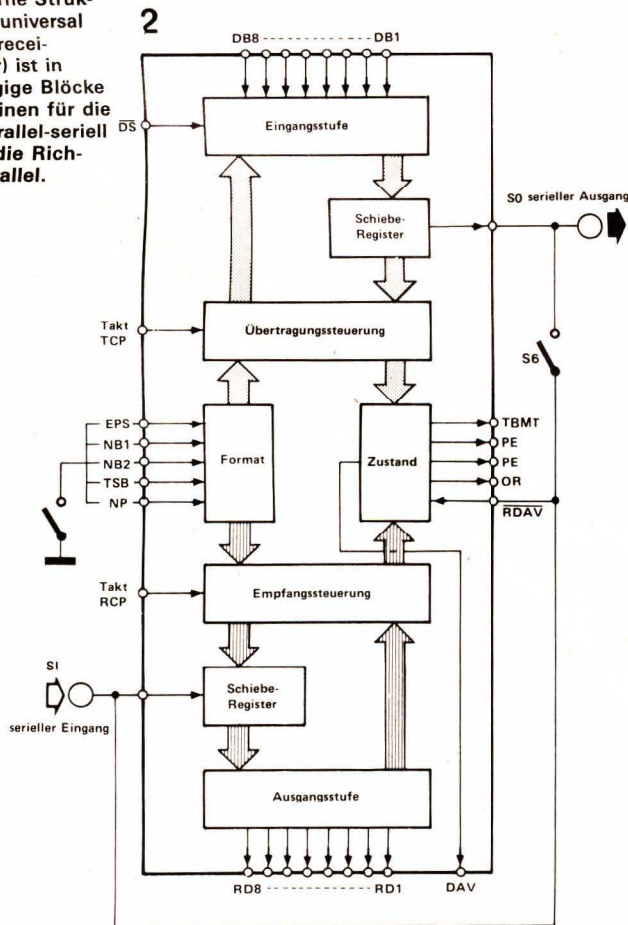 universal
recei-
) ist in
gige Blöcke
inen für die
rallel-seriell
die Rich-
allel.
2
DB8 DB1
DS
Eingangsstufe
Schiebe-
Register
S0 serieller Ausgang
Takt
TCP
Übertragungssteuerung
S6
EPS
NB1
NB2
TSB
NP
Format
Zustand
TBMT
PE
PE
OR
RDAV
Takt
RCP
Empfangssteuerung
SI
serieller Eingang
Schiebe-
Register
Ausgangsstufe
RD8 RD1 DAV